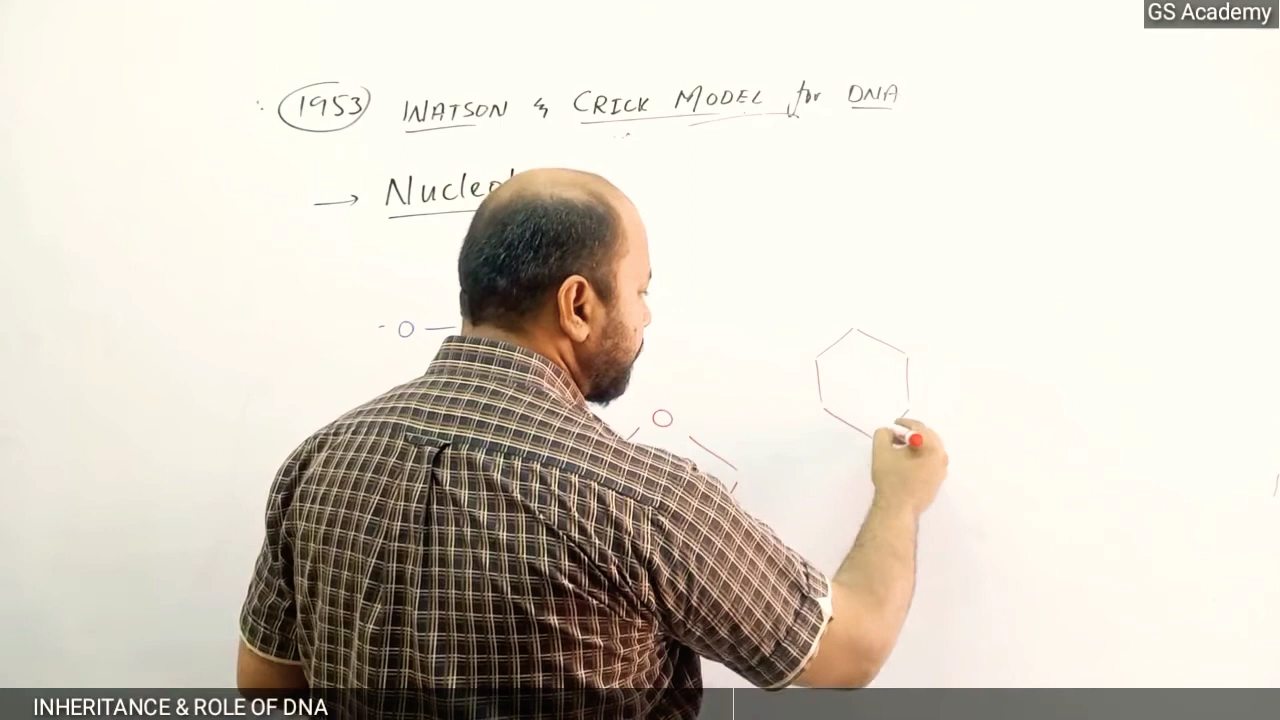 GS Academy
1953 WATSON & CRICK MODEL for DNA
→
O —
O
INHERITANCE & ROLE OF DNA